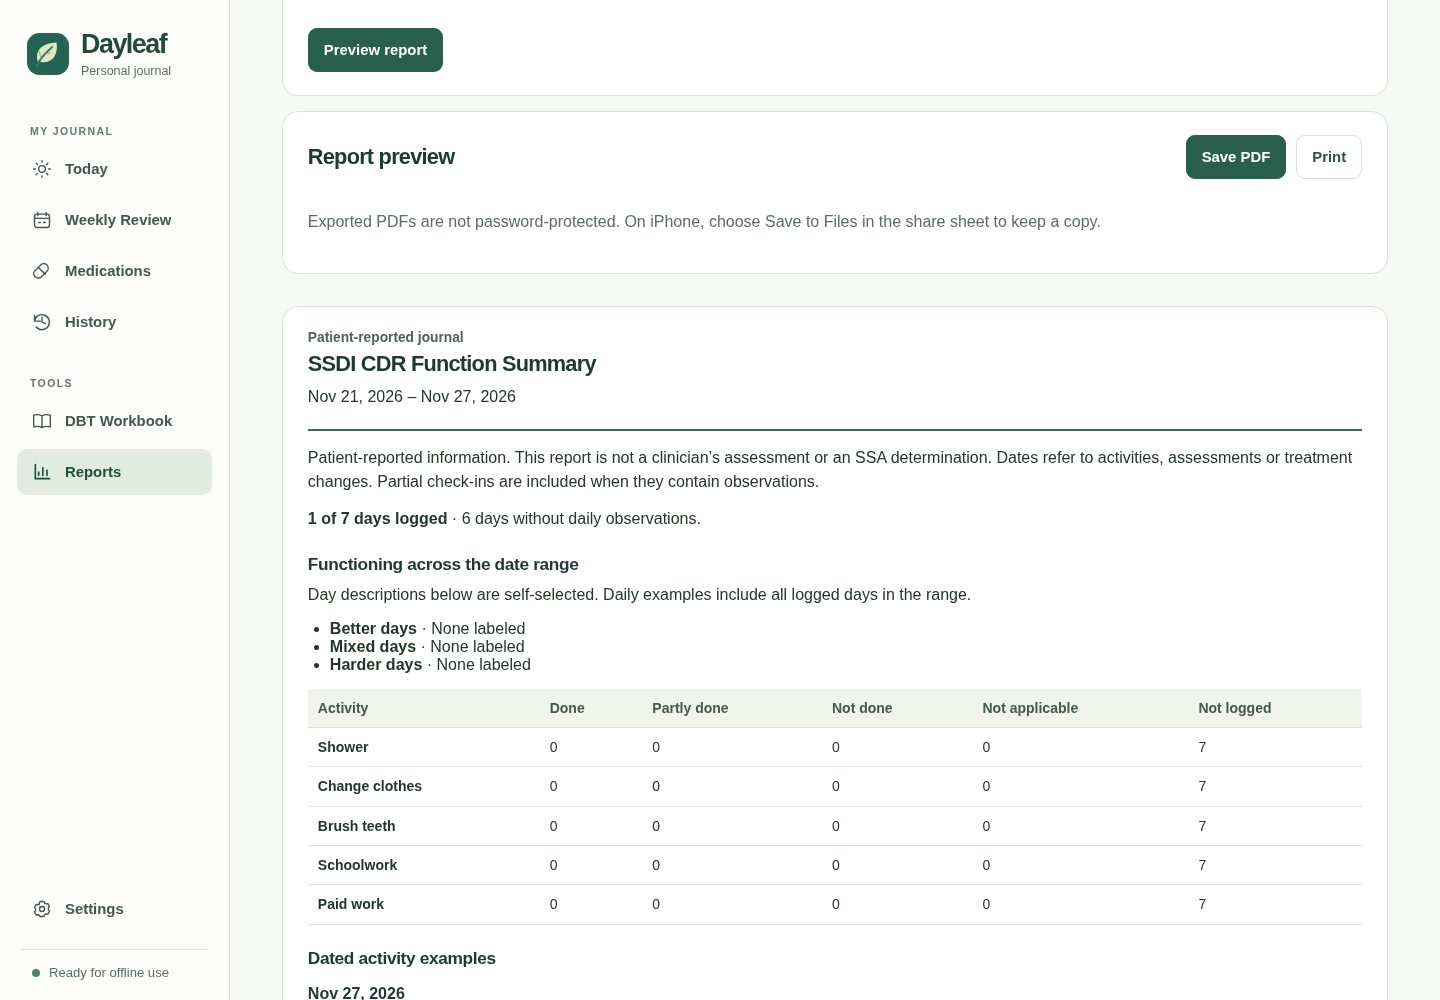 Dayleaf
Personal journal
MY JOURNAL
Today
Weekly Review
Medications
History
TOOLS
DBT Workbook
Reports
Settings
Ready for offline use
Preview report
Report preview
Save PDF
Print
Exported PDFs are not password-protected. On iPhone, choose Save to Files in the share sheet to keep a copy.
Patient-reported journal
SSDI CDR Function Summary
Nov 21, 2026 – Nov 27, 2026
Patient-reported information. This report is not a clinician’s assessment or an SSA determination. Dates refer to activities, assessments or treatment
changes. Partial check-ins are included when they contain observations.
1 of 7 days logged · 6 days without daily observations.
Functioning across the date range
Day descriptions below are self-selected. Daily examples include all logged days in the range.
• Better days · None labeled
• Mixed days · None labeled
• Harder days · None labeled
Activity Done Partly done Not done Not applicable Not logged
Shower 0 0 0 0 7
Change clothes 0 0 0 0 7
Brush teeth 0 0 0 0 7
Schoolwork 0 0 0 0 7
Paid work 0 0 0 0 7
Dated activity examples
Nov 27, 2026